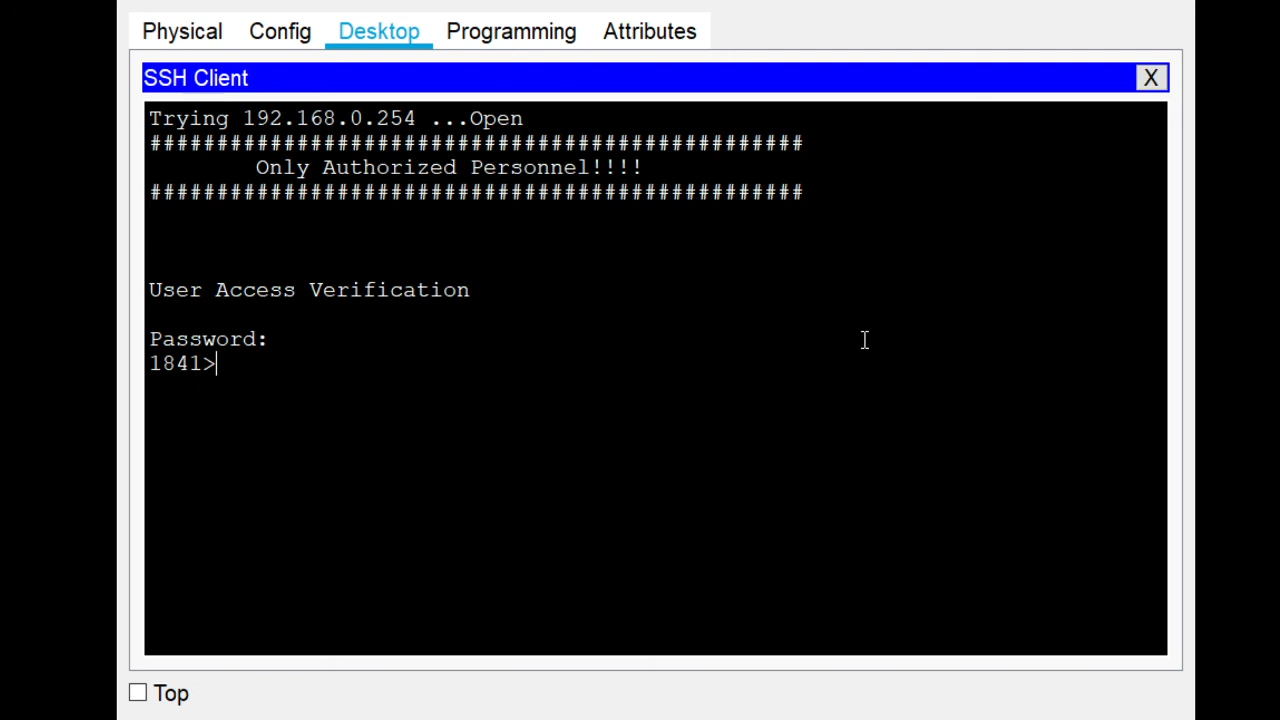 Physical Config Desktop Programming Attributes
SSH Client X
Trying 192.168.0.254 ...Open
#################################################
Only Authorized Personnel!!!!
#################################################
User Access Verification
Password:
1841>
Top